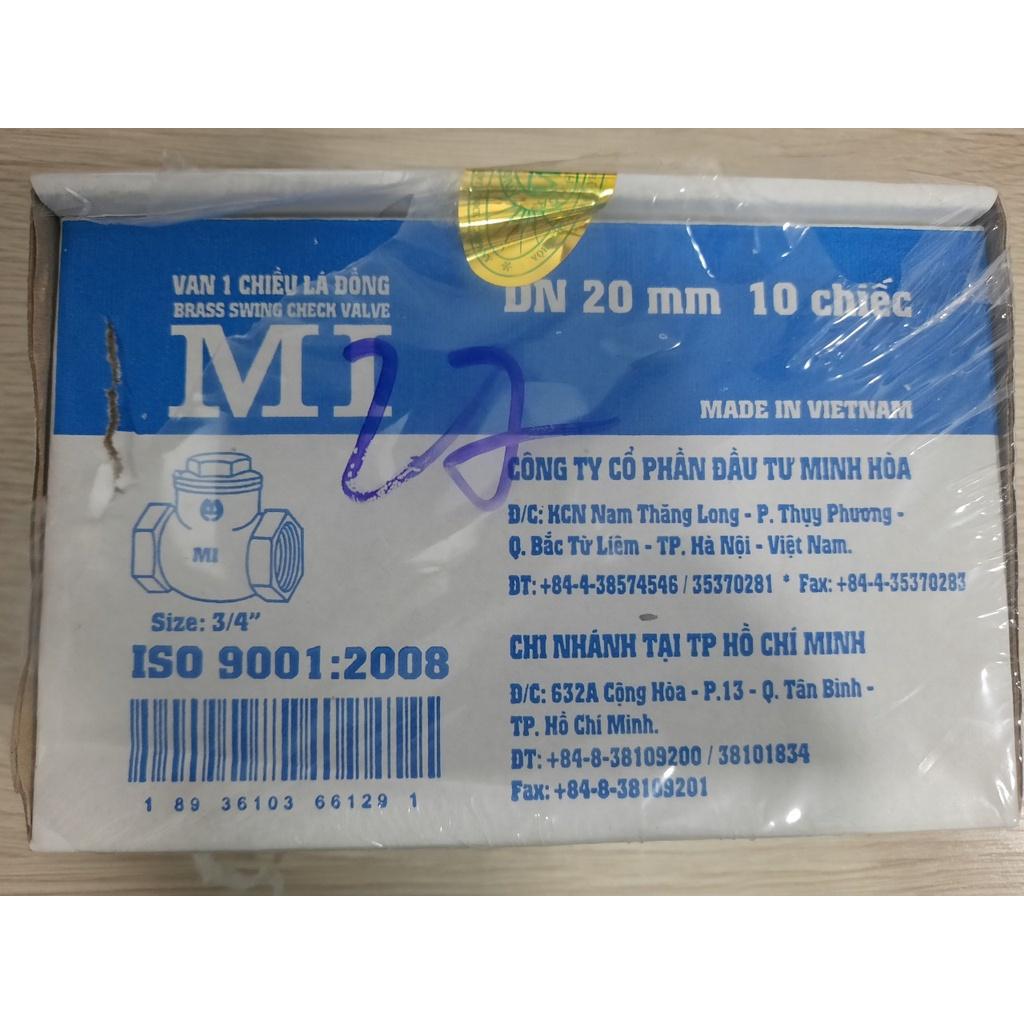 VAN 1 CHIỀU LÁ ĐỒNG
BRASS SWING CHECK VALVE
MI
DN 20 mm 10 chiếc
MADE IN VIETNAM
MI
Size: 3/4”
ISO 9001:2008
1 89 36103 66129 1
CÔNG TY CỔ PHẦN ĐẦU TƯ MINH HÒA
Đ/C: KCN Nam Thăng Long - P. Thụy Phương -
Q. Bắc Từ Liêm - TP. Hà Nội - Việt Nam.
ĐT: +84-4-38574546 / 35370281 * Fax: +84-4-35370283
CHI NHÁNH TẠI TP HỒ CHÍ MINH
Đ/C: 632A Cộng Hòa - P.13 - Q. Tân Bình -
TP. Hồ Chí Minh.
ĐT: +84-8-38109200 / 38101834
Fax: +84-8-38109201